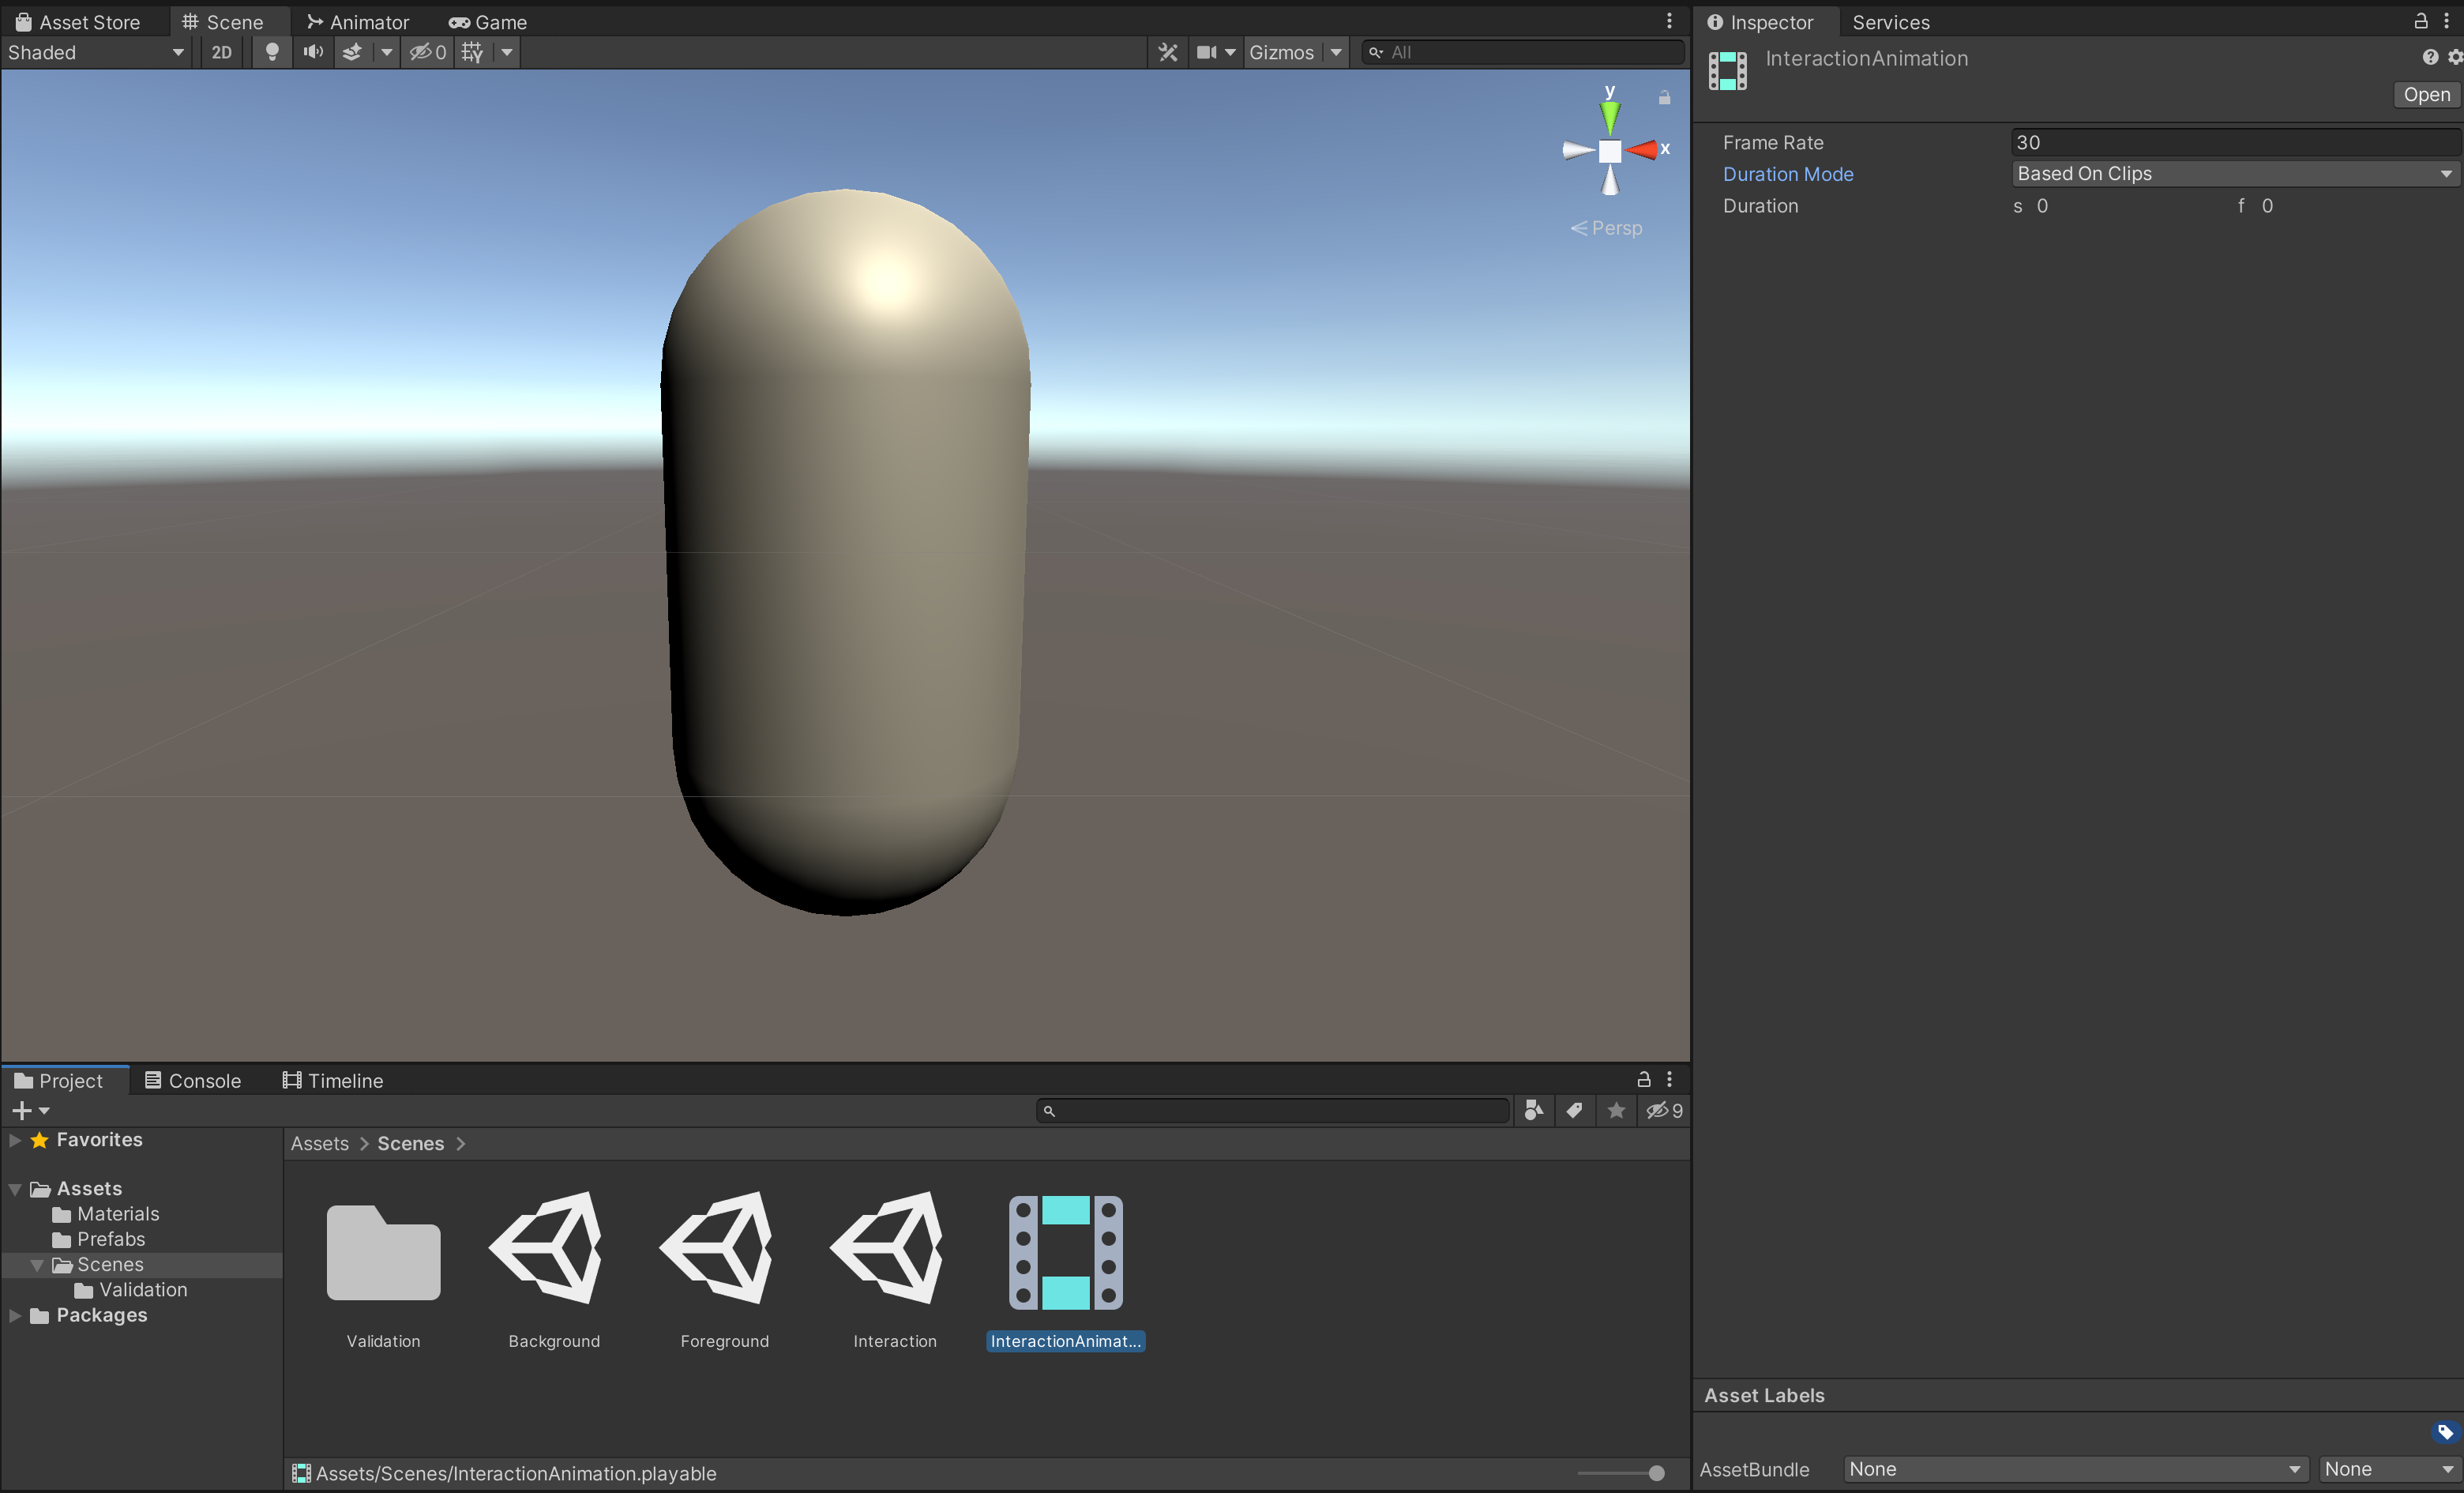 Asset Store
Scene
Animator
Game
Shaded
2D
0
Gizmos
All
y
x
Persp
Inspector
Services
InteractionAnimation
Open
Frame Rate
30
Duration Mode
Based On Clips
Duration
s 0
f 0
Project
Console
Timeline
9
Favorites
Assets
Materials
Prefabs
Scenes
Validation
Packages
Assets > Scenes >
Validation
Background
Foreground
Interaction
InteractionAnimat...
Assets/Scenes/InteractionAnimation.playable
Asset Labels
AssetBundle
None
None